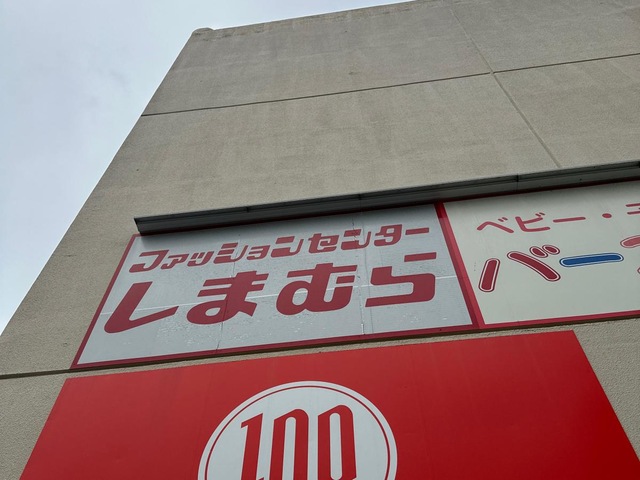 ファッションセンター
しまむら
ベビー・
バー
100